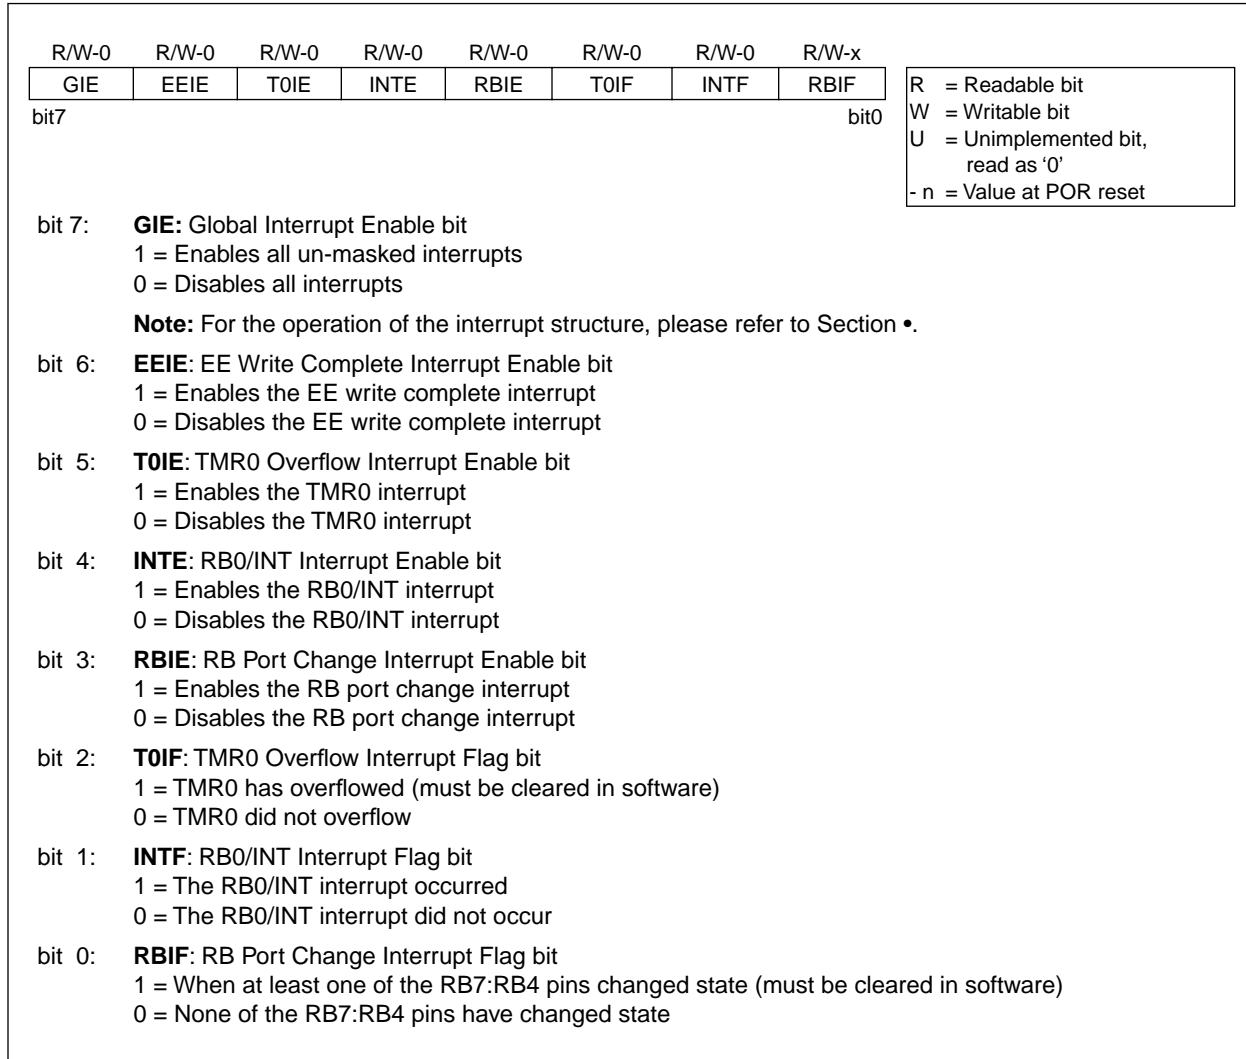 R/W-0 R/W-0 R/W-0 R/W-0 R/W-0 R/W-0 R/W-0 R/W-x
GIE EEIE T0IE INTE RBIE T0IF INTF RBIF
bit7 bit0
R = Readable bit
W = Writable bit
U = Unimplemented bit,
read as ‘0’
- n = Value at POR reset
bit 7: GIE: Global Interrupt Enable bit
1 = Enables all un-masked interrupts
0 = Disables all interrupts
Note: For the operation of the interrupt structure, please refer to Section •.
bit 6: EEIE: EE Write Complete Interrupt Enable bit
1 = Enables the EE write complete interrupt
0 = Disables the EE write complete interrupt
bit 5: T0IE: TMR0 Overflow Interrupt Enable bit
1 = Enables the TMR0 interrupt
0 = Disables the TMR0 interrupt
bit 4: INTE: RB0/INT Interrupt Enable bit
1 = Enables the RB0/INT interrupt
0 = Disables the RB0/INT interrupt
bit 3: RBIE: RB Port Change Interrupt Enable bit
1 = Enables the RB port change interrupt
0 = Disables the RB port change interrupt
bit 2: T0IF: TMR0 Overflow Interrupt Flag bit
1 = TMR0 has overflowed (must be cleared in software)
0 = TMR0 did not overflow
bit 1: INTF: RB0/INT Interrupt Flag bit
1 = The RB0/INT interrupt occurred
0 = The RB0/INT interrupt did not occur
bit 0: RBIF: RB Port Change Interrupt Flag bit
1 = When at least one of the RB7:RB4 pins changed state (must be cleared in software)
0 = None of the RB7:RB4 pins have changed state